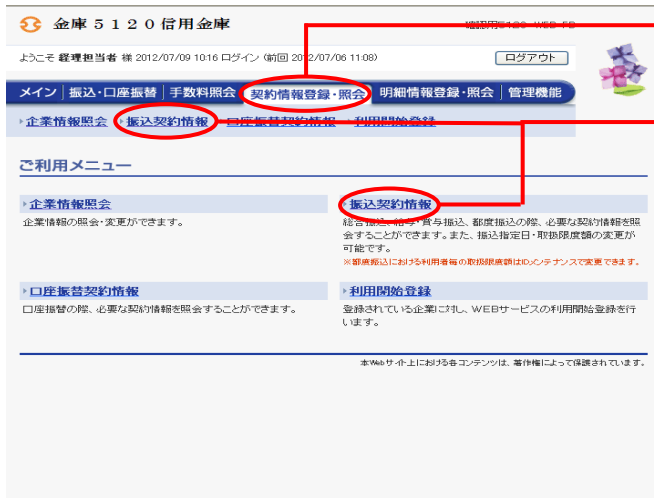 金庫５１２０信用金庫
ようこそ 経理担当者 様 2012/07/09 10:16 ログイン (前回 2012/07/06 11:08)
ログアウト
メイン 振込・口座振替 手数料照会 契約情報登録・照会 明細情報登録・照会 管理機能
企業情報照会 振込契約情報 口座振替契約情報 利用開始登録
ご利用メニュー
企業情報照会
企業情報の照会・変更ができます。
振込契約情報
総合振込、給与・賞与振込、都度振込の際、必要な契約情報を照
会することができます。また、振込指定日・取扱限度額の変更が
可能です。
※都度振込における利用者毎の取扱限度額はIDメンテナンスで変更できます。
口座振替契約情報
口座振替の際、必要な契約情報を照会することができます。
利用開始登録
登録されている企業に対し、WEBサービスの利用開始登録を行
います。
本Webサイト上における各コンテンツは、著作権によって保護されています。